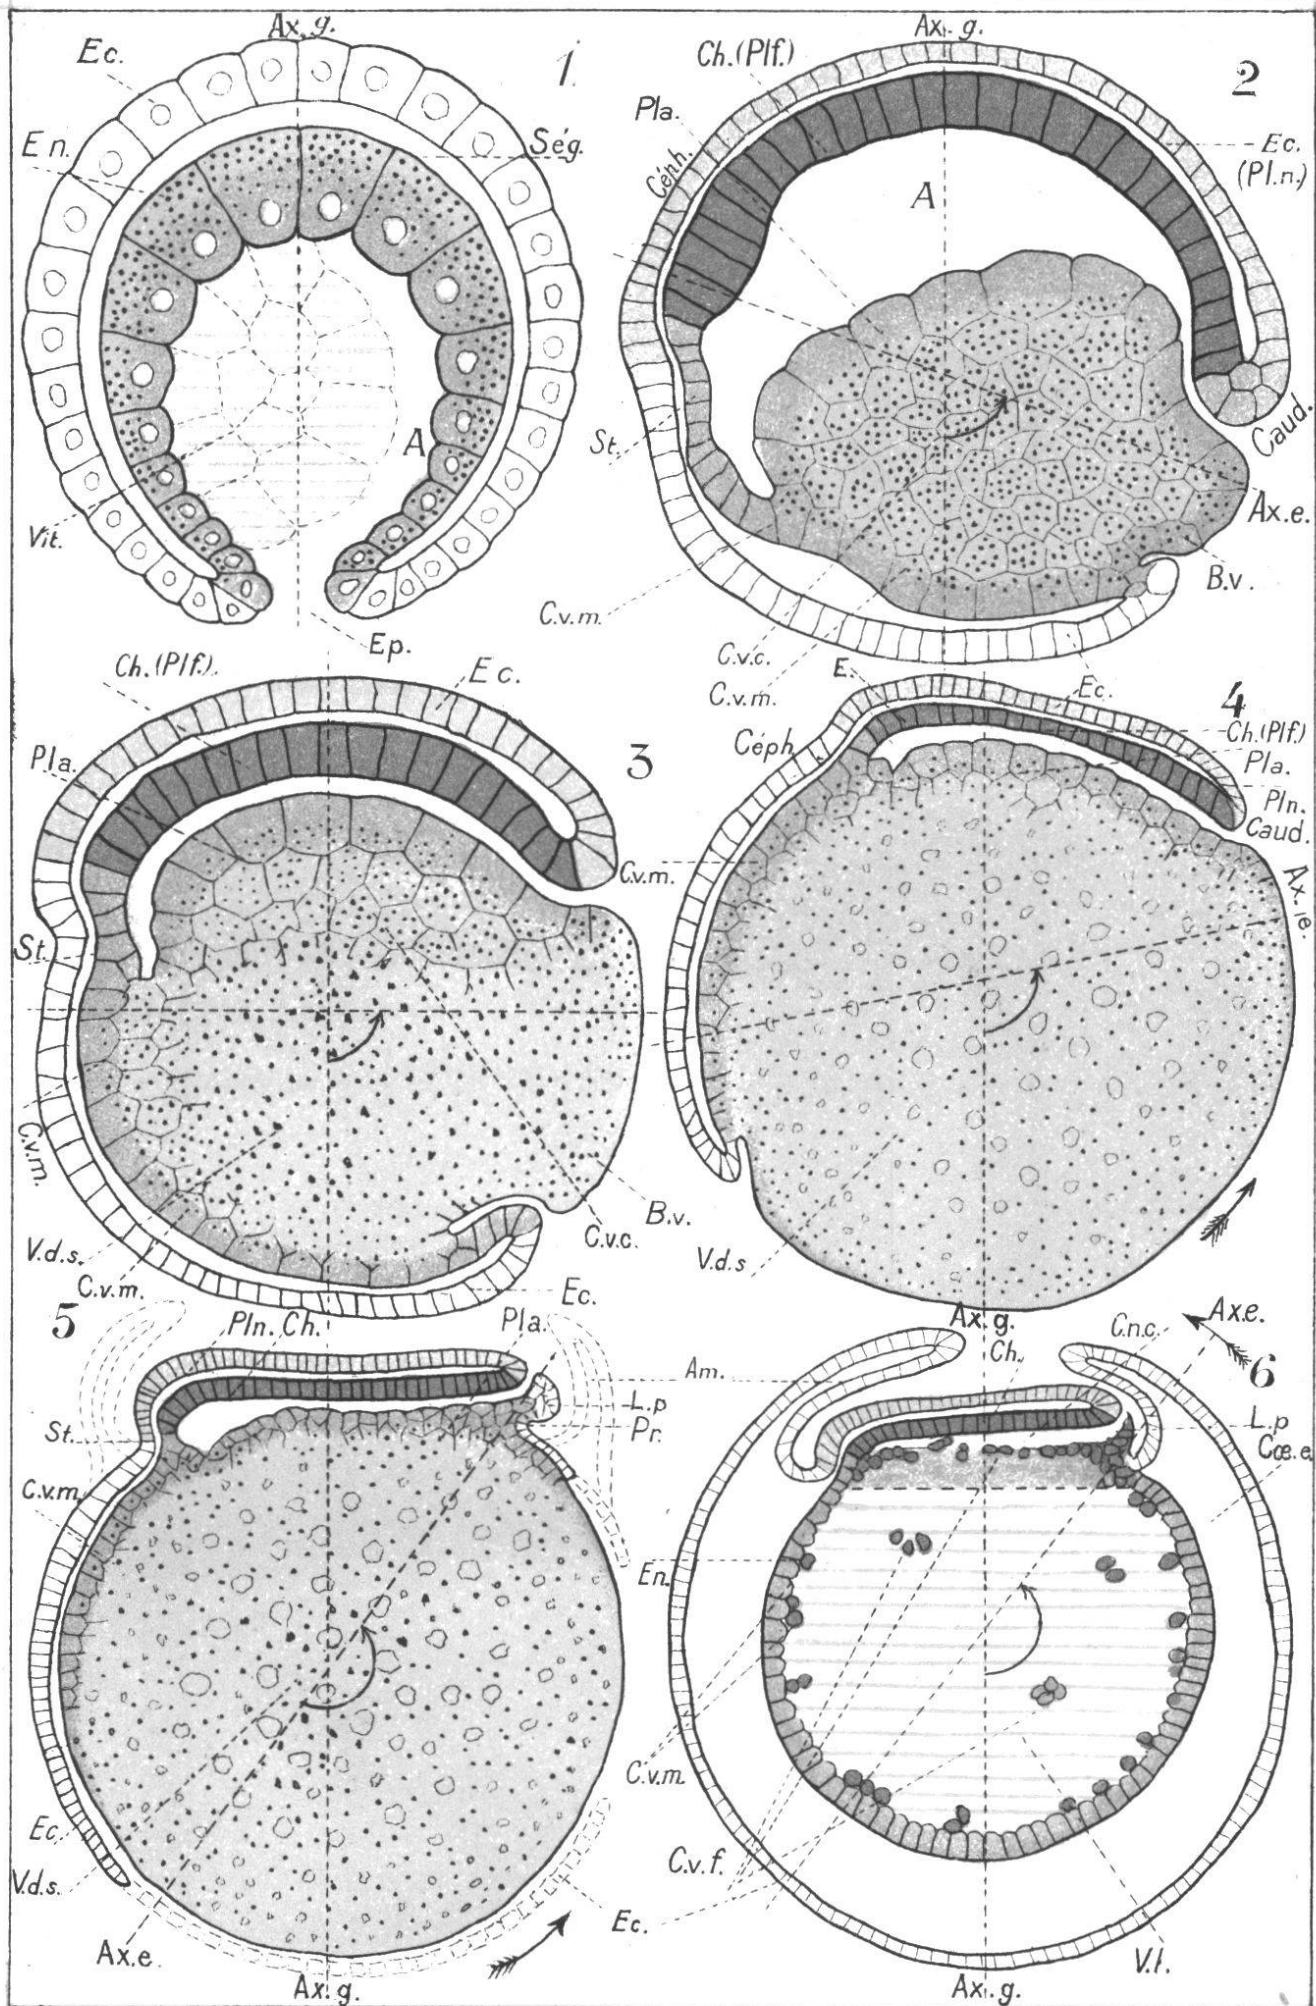 Ax. g.
Ec.
1
En.
Ség.
A
Vit.
Ep.
Ax. g.
Ch. (Plf.)
2
Pla.
Céph.
Ec.
(Pl.n.)
A
St.
Caud.
Ax.e.
B.v.
C.v.m.
C.v.c.
C.v.m.
Ch. (Plf.)
Ec.
3
Pla.
St.
C.v.m.
V.d.s.
C.v.m.
B.v.
C.v.c.
Ec.
E.
Ec.
4
Céph.
Ch. (Plf.)
Pla.
Pln.
Caud.
C.v.m.
Ax. e.
V.d.s
5
Pln. Ch.
Pla.
L.p
Pr.
St.
C.v.m.
Ec.
V.d.s.
Ax.e.
Ec.
Ax. g.
Ax. g.
Ch.
C.n.c.
Ax.e.
6
Am.
L.p
Cœ.e.
En.
C.v.m.
C.v.f.
V.t.
Ax. g.